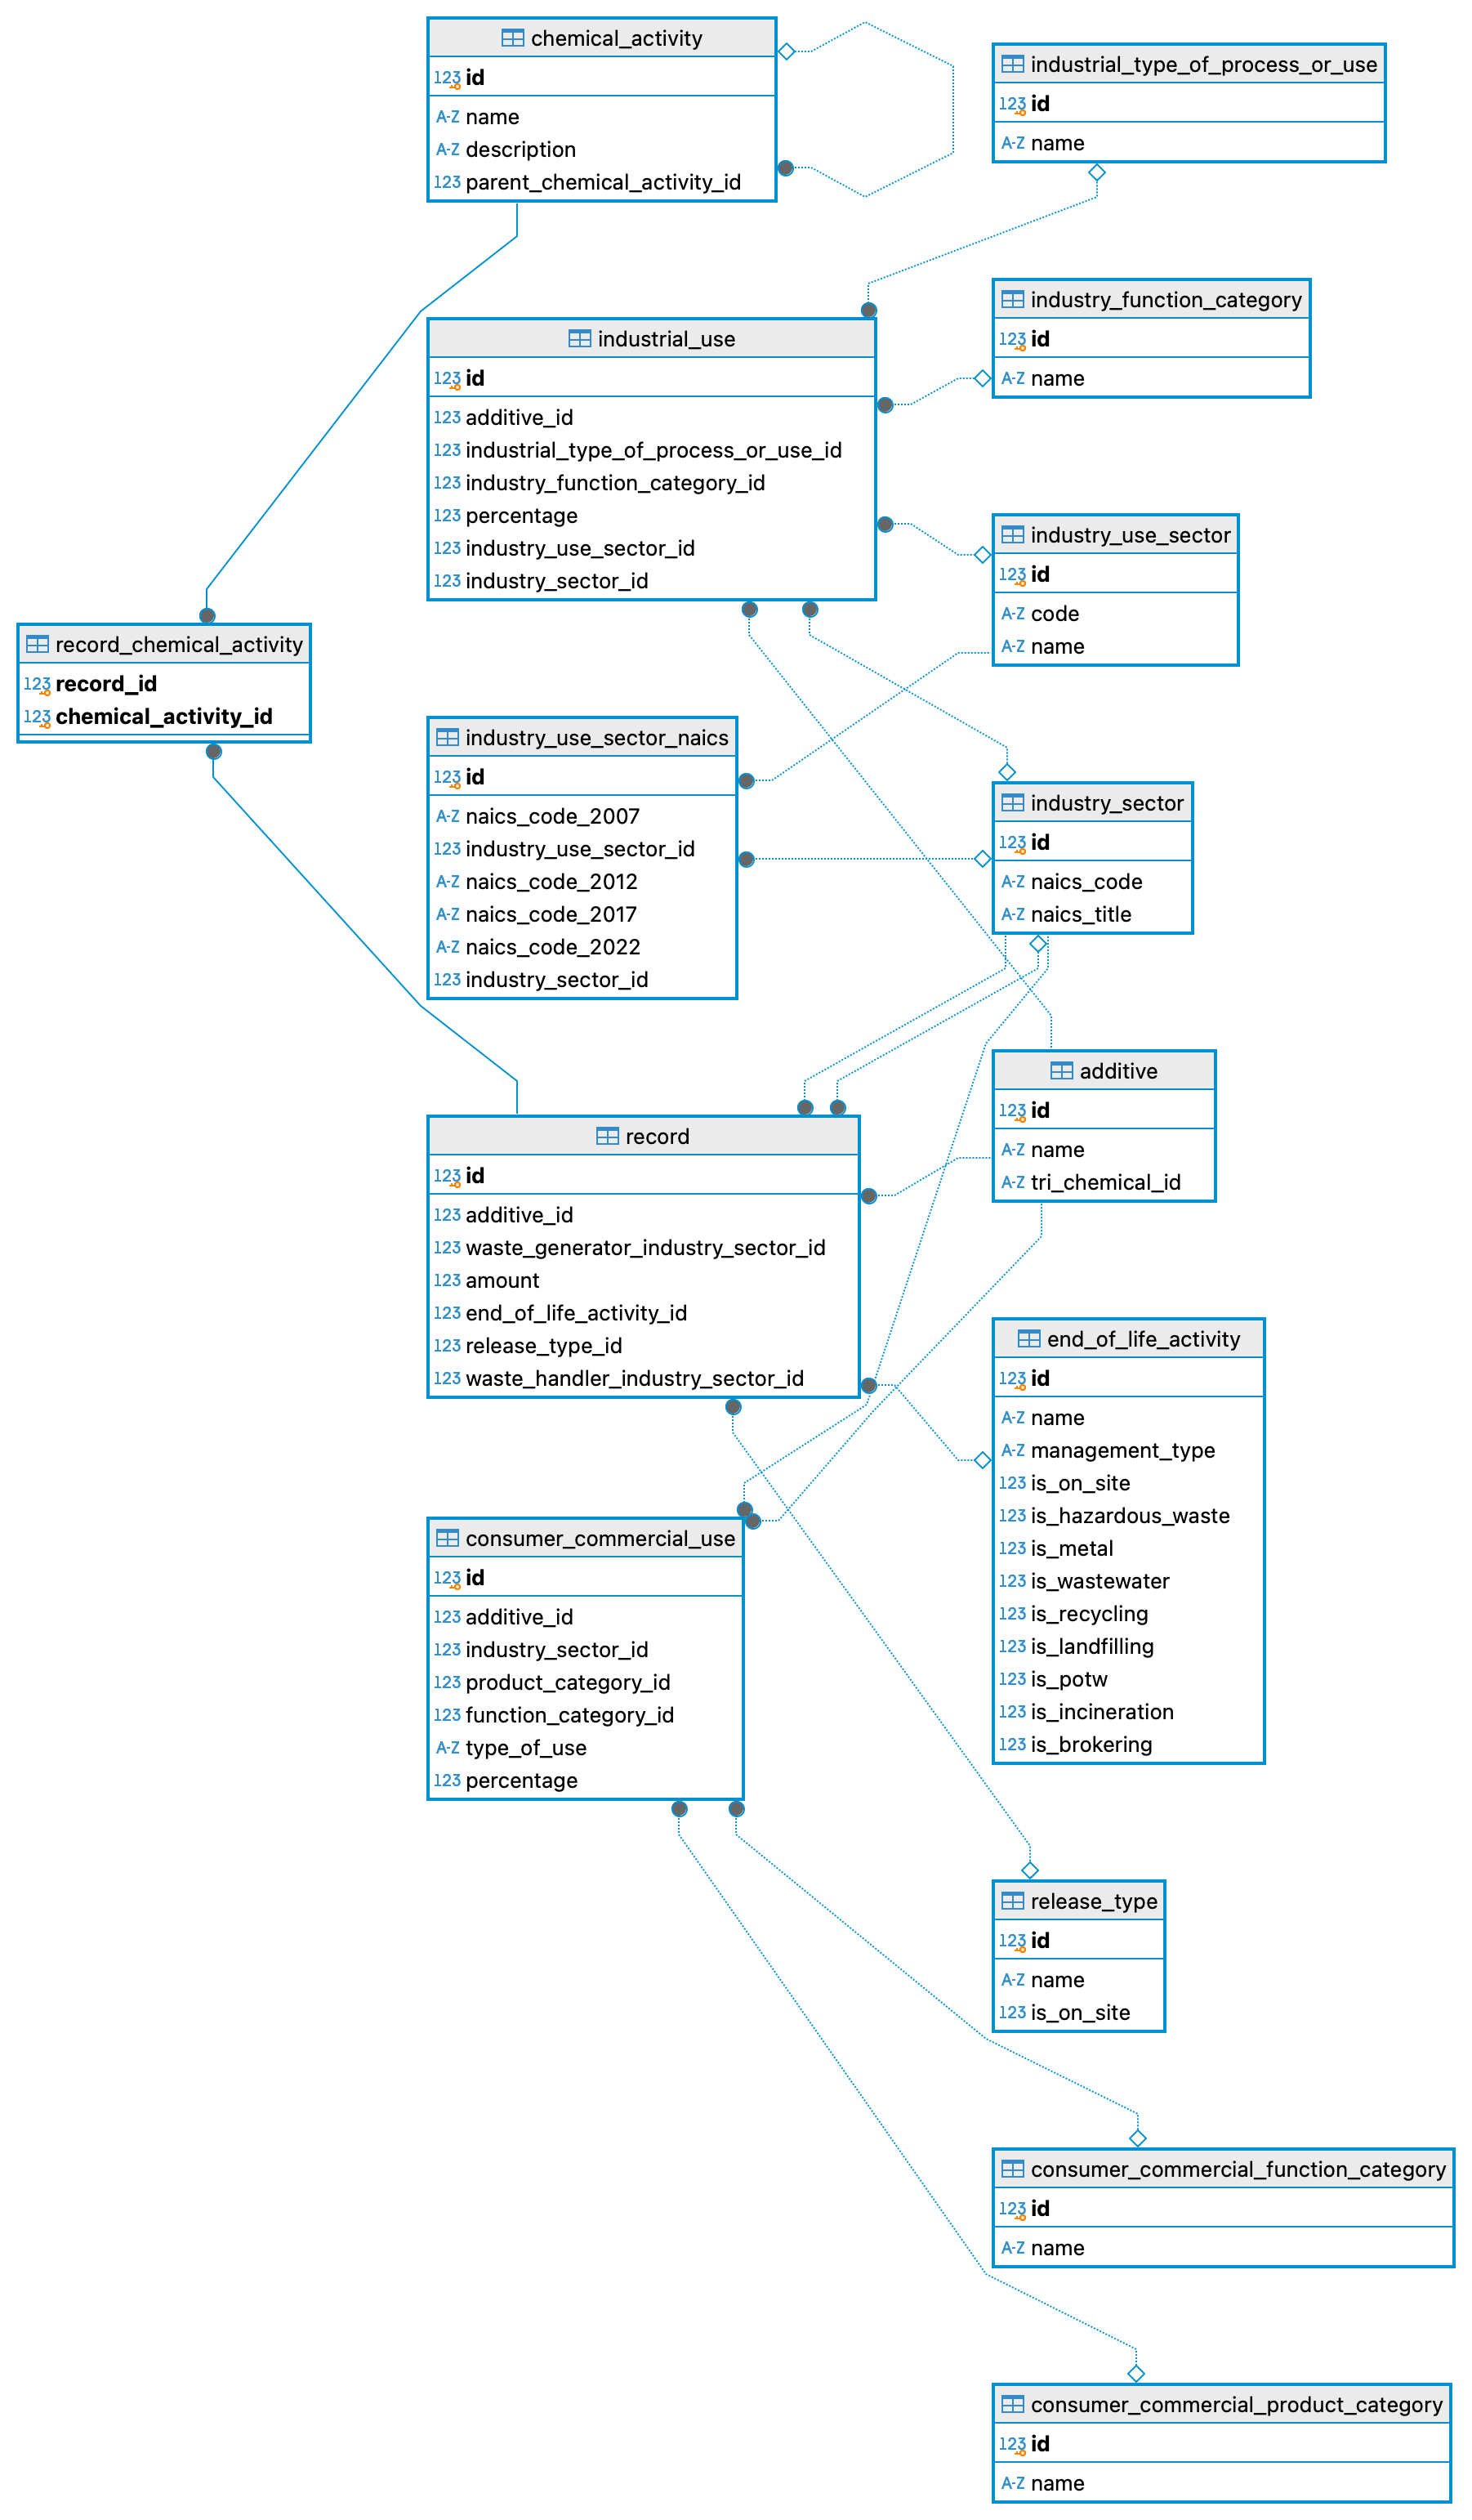 chemical_activity
123 id
A-Z name
A-Z description
123 parent_chemical_activity_id
industrial_type_of_process_or_use
123 id
A-Z name
industry_function_category
123 id
A-Z name
industrial_use
123 id
123 additive_id
123 industrial_type_of_process_or_use_id
123 industry_function_category_id
123 percentage
123 industry_use_sector_id
123 industry_sector_id
industry_use_sector
123 id
A-Z code
A-Z name
record_chemical_activity
123 record_id
123 chemical_activity_id
industry_use_sector_naics
123 id
A-Z naics_code_2007
123 industry_use_sector_id
A-Z naics_code_2012
A-Z naics_code_2017
A-Z naics_code_2022
123 industry_sector_id
industry_sector
123 id
A-Z naics_code
A-Z naics_title
additive
123 id
A-Z name
A-Z tri_chemical_id
record
123 id
123 additive_id
123 waste_generator_industry_sector_id
123 amount
123 end_of_life_activity_id
123 release_type_id
123 waste_handler_industry_sector_id
end_of_life_activity
123 id
A-Z name
A-Z management_type
123 is_on_site
123 is_hazardous_waste
123 is_metal
123 is_wastewater
123 is_recycling
123 is_landfilling
123 is_potw
123 is_incineration
123 is_brokering
consumer_commercial_use
123 id
123 additive_id
123 industry_sector_id
123 product_category_id
123 function_category_id
A-Z type_of_use
123 percentage
release_type
123 id
A-Z name
123 is_on_site
consumer_commercial_function_category
123 id
A-Z name
consumer_commercial_product_category
123 id
A-Z name